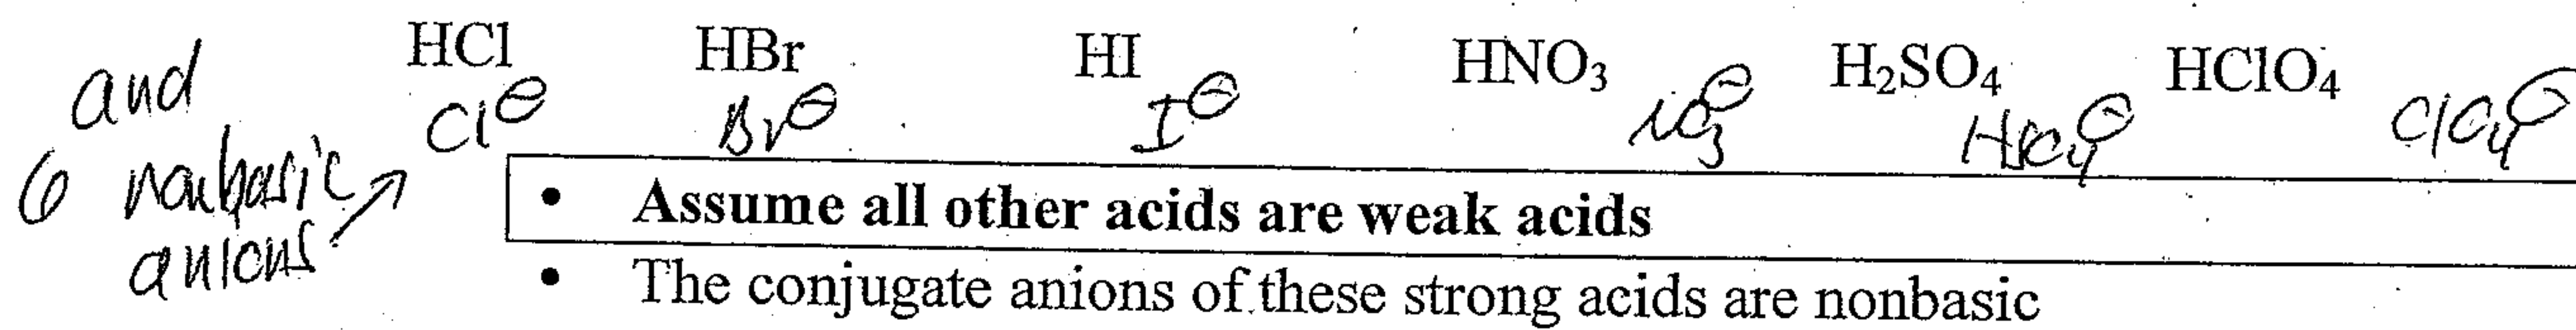 HCl HBr HI HNO₃ H₂SO₄ HClO₄
and Cl⊖ Br⊖ I⊖ NO₃⊖ HSO₄⊖ ClO₄⊖
6 nonbasic
anions
• Assume all other acids are weak acids
• The conjugate anions of these strong acids are nonbasic